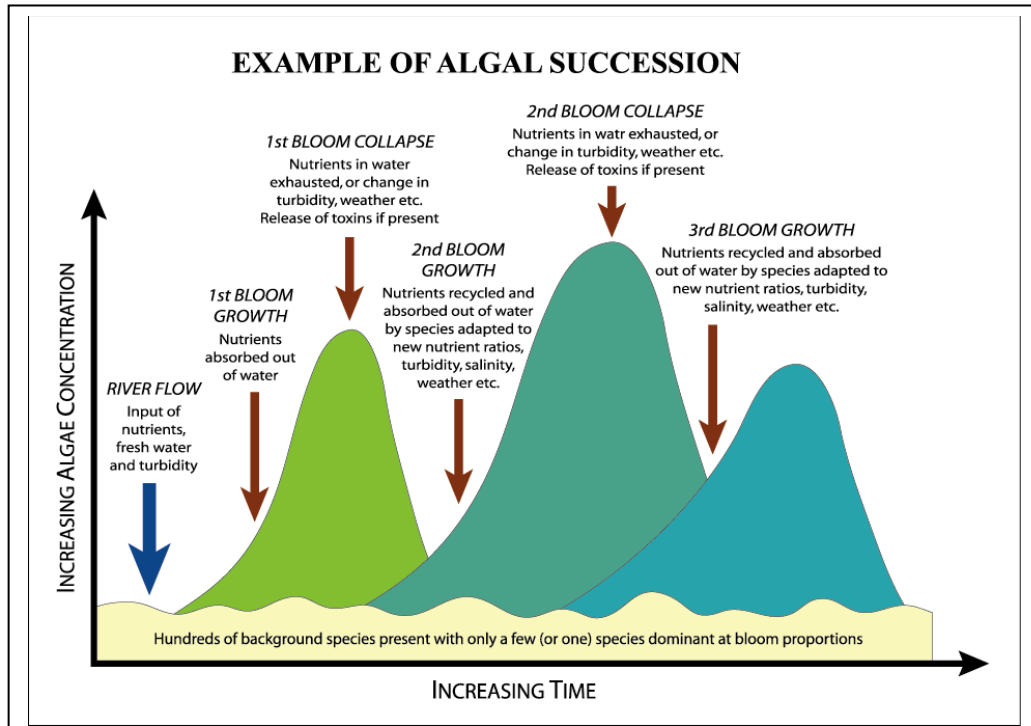 EXAMPLE OF ALGAL SUCCESSION
2nd BLOOM COLLAPSE
Nutrients in watr exhausted, or
change in turbidity, weather etc.
Release of toxins if present
1st BLOOM COLLAPSE
Nutrients in water
exhausted, or change in
turbidity, weather etc.
Release of toxins if present
3rd BLOOM GROWTH
Nutrients recycled and absorbed
out of water by species adapted to
new nutrient ratios, turbidity,
salinity, weather etc.
2nd BLOOM
GROWTH
Nutrients recycled and
absorbed out of water
by species adapted to
new nutrient ratios,
turbidity, salinity,
weather etc.
1st BLOOM
GROWTH
Nutrients
absorbed out
of water
RIVER FLOW
Input of
nutrients,
fresh water
and turbidity
INCREASING ALGAE CONCENTRATION
Hundreds of background species present with only a few (or one) species dominant at bloom proportions
INCREASING TIME